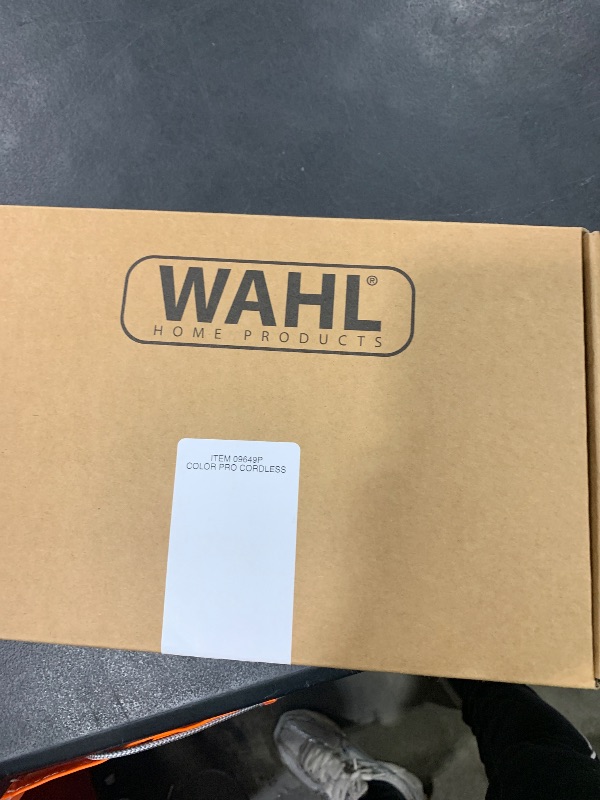 WAHL®
HOME PRODUCTS
ITEM 09649P
COLOR PRO CORDLESS